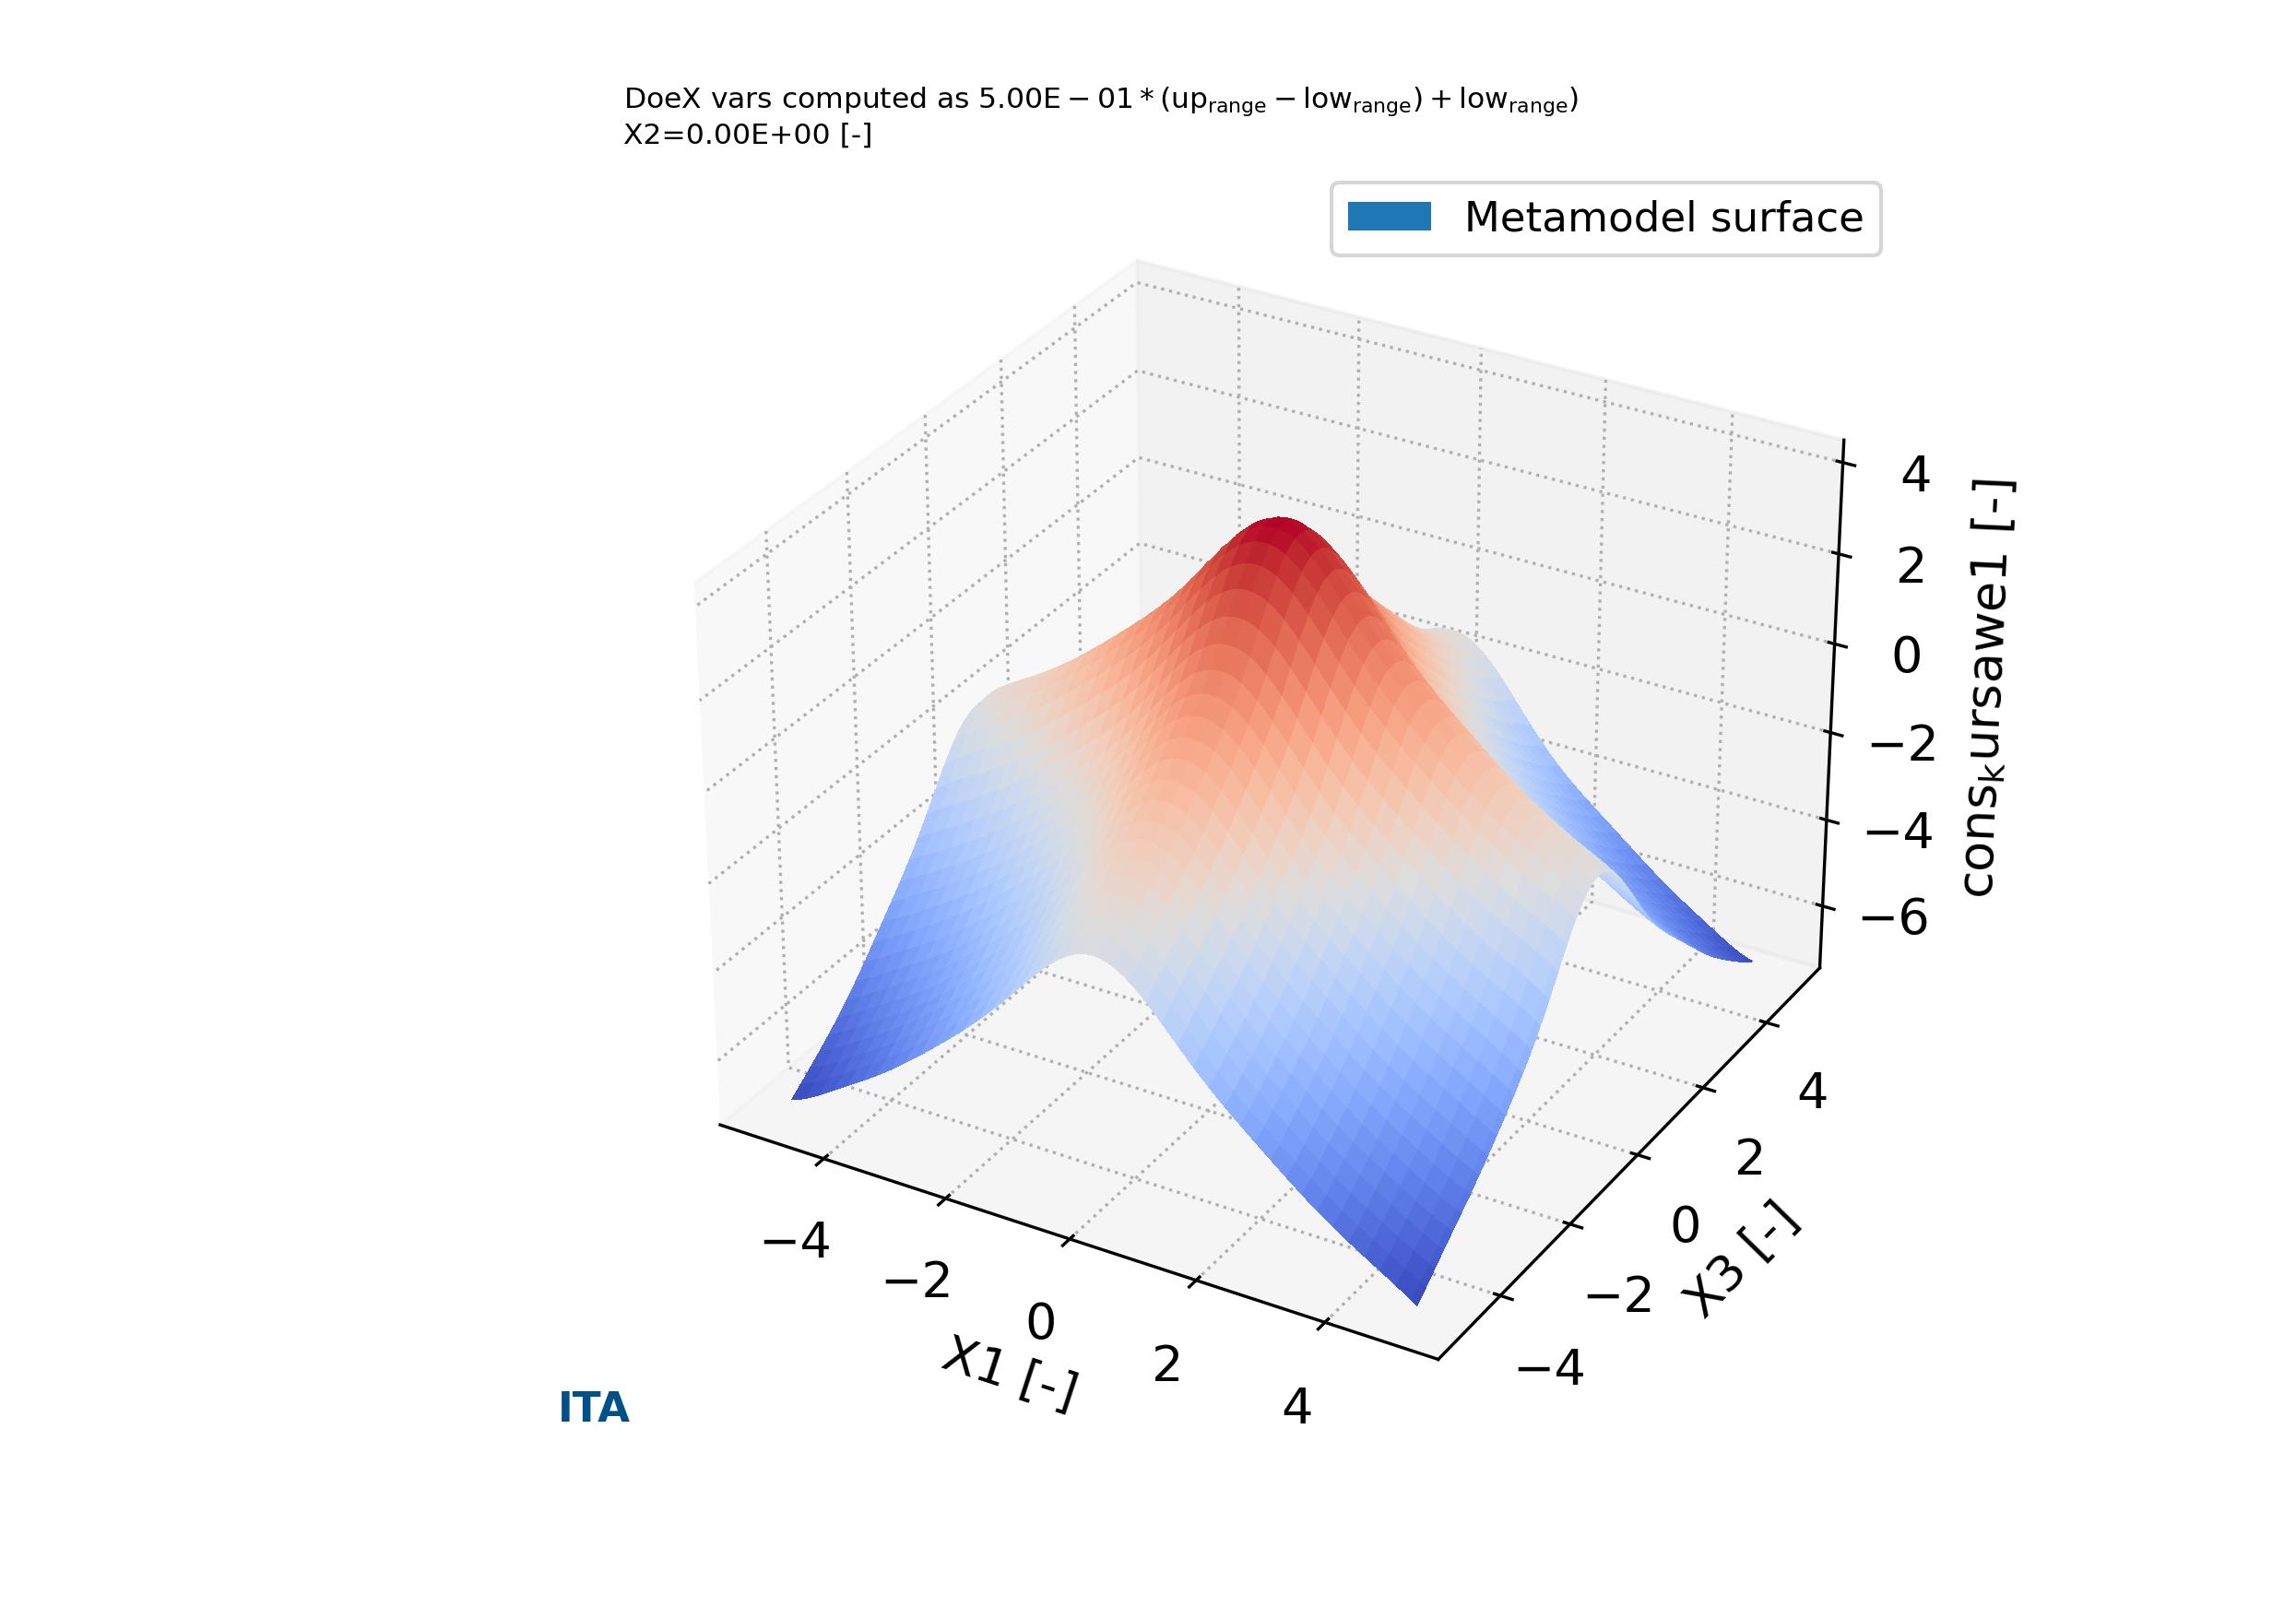 DoeX vars computed as 5.00E − 01 * (up_range − low_range) + low_range)
X2=0.00E+00 [-]
Metamodel surface
4
2
0
−2
−4
−6
cons_kursawe1 [-]
4
2
0
−2
−4
X3 [-]
−4
−2
0
2
4
X1 [-]
ITA